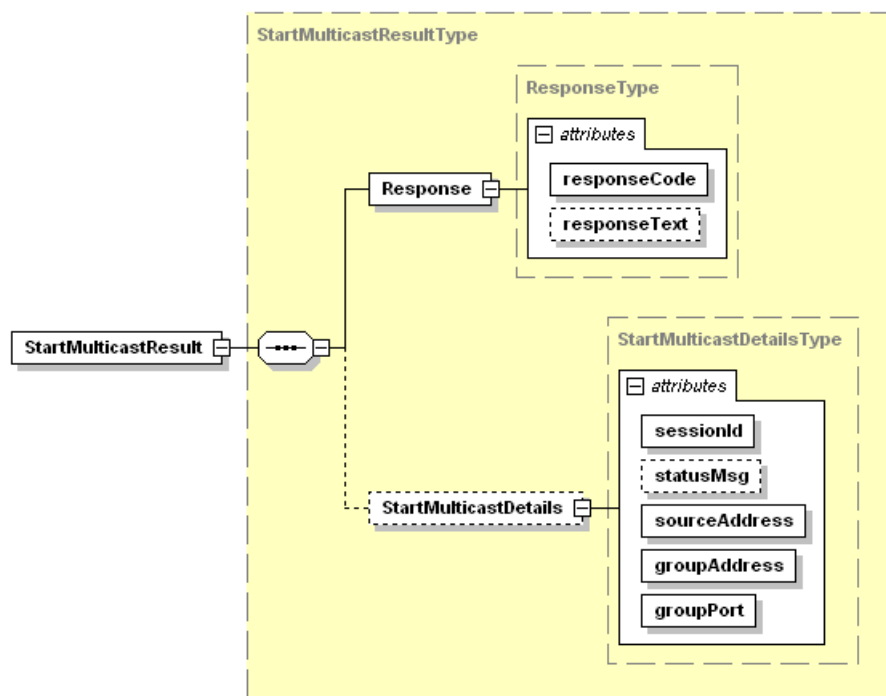 StartMulticastResultType
ResponseType
attributes
Response
responseCode
responseText
StartMulticastResult
StartMulticastDetailsType
attributes
sessionId
statusMsg
StartMulticastDetails
sourceAddress
groupAddress
groupPort